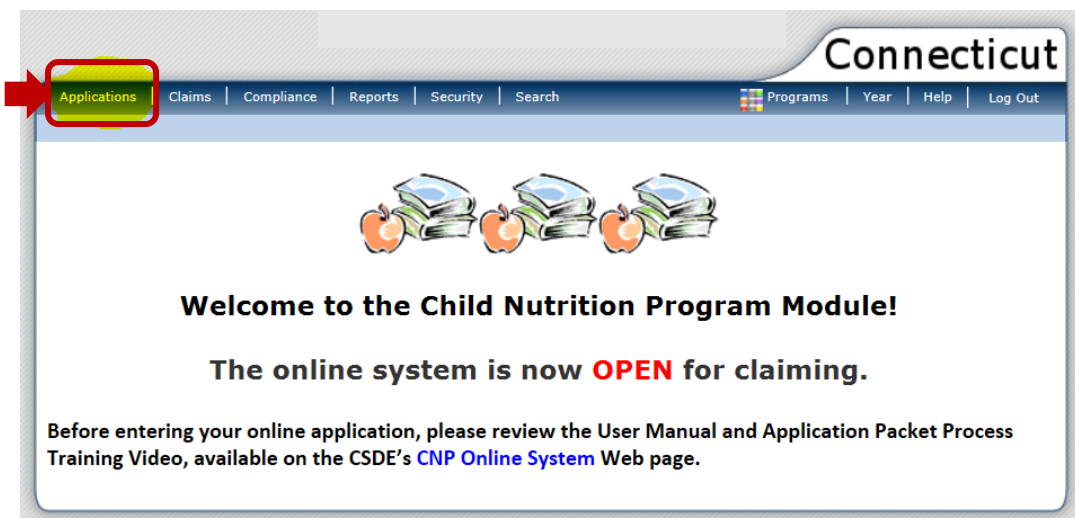 Connecticut
Applications | Claims | Compliance | Reports | Security | Search Programs | Year | Help | Log Out
Welcome to the Child Nutrition Program Module!
The online system is now OPEN for claiming.
Before entering your online application, please review the User Manual and Application Packet Process
Training Video, available on the CSDE's CNP Online System Web page.